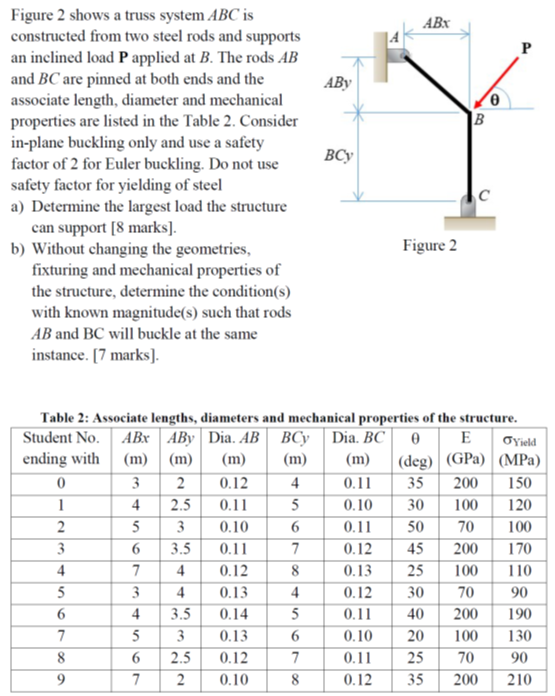 Figure 2 shows a truss system ABC is
constructed from two steel rods and supports
an inclined load P applied at B. The rods AB
and BC are pinned at both ends and the
associate length, diameter and mechanical
properties are listed in the Table 2. Consider
in-plane buckling only and use a safety
factor of 2 for Euler buckling. Do not use
safety factor for yielding of steel
a) Determine the largest load the structure
can support [8 marks].
b) Without changing the geometries,
fixturing and mechanical properties of
the structure, determine the condition(s)
with known magnitude(s) such that rods
AB and BC will buckle at the same
instance. [7 marks].
ABx
A
P
ABy
θ
B
BCy
C
Figure 2
Table 2: Associate lengths, diameters and mechanical properties of the structure.
Student No. ending with | ABx (m) | ABy (m) | Dia. AB (m) | BCy (m) | Dia. BC (m) | θ (deg) | E (GPa) | σYield (MPa)
0 3 2 0.12 4 0.11 35 200 150
1 4 2.5 0.11 5 0.10 30 100 120
2 5 3 0.10 6 0.11 50 70 100
3 6 3.5 0.11 7 0.12 45 200 170
4 7 4 0.12 8 0.13 25 100 110
5 3 4 0.13 4 0.12 30 70 90
6 4 3.5 0.14 5 0.11 40 200 190
7 5 3 0.13 6 0.10 20 100 130
8 6 2.5 0.12 7 0.11 25 70 90
9 7 2 0.10 8 0.12 35 200 210